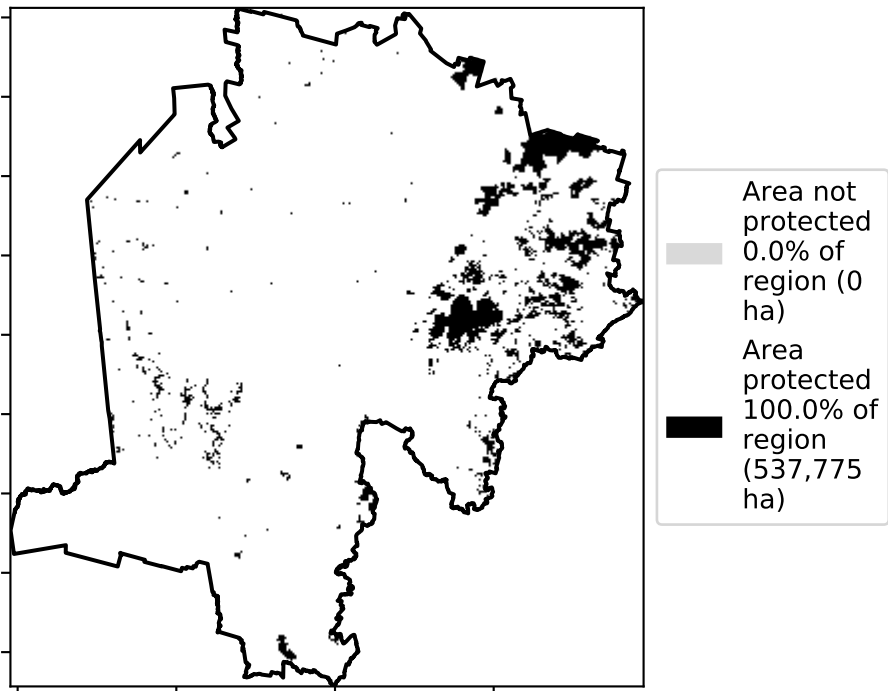 Area not
protected
0.0% of
region (0
ha)
Area
protected
100.0% of
region
(537,775
ha)